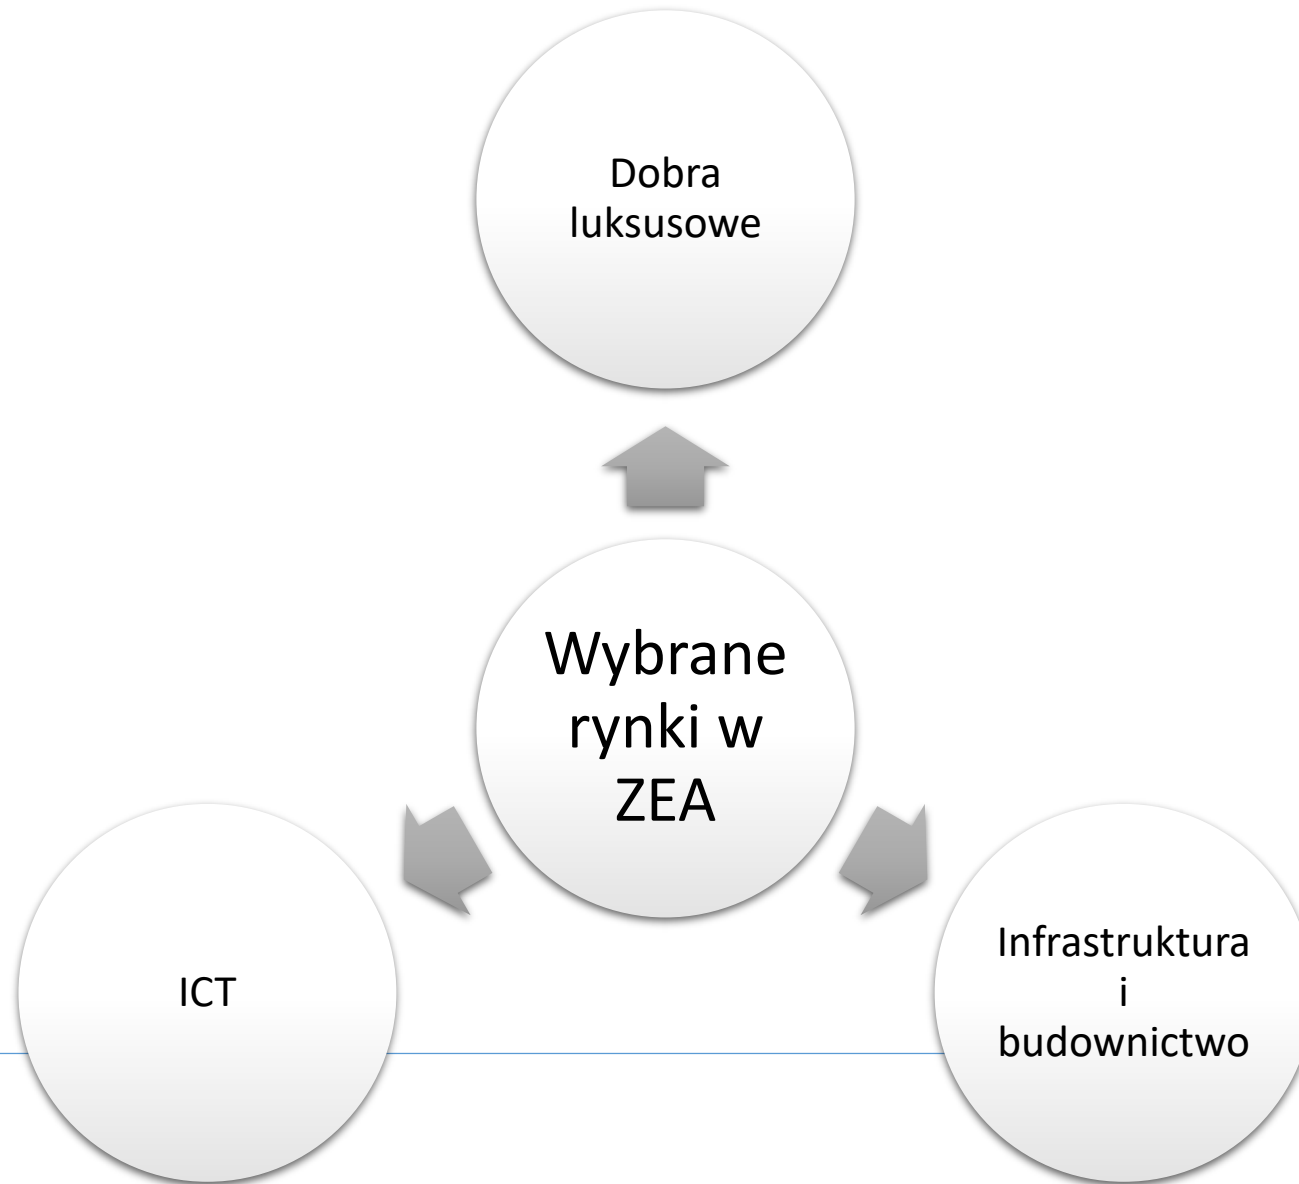 Dobra
luksusowe
Wybrane
rynki w
ZEA
ICT
Infrastruktura
i
budownictwo